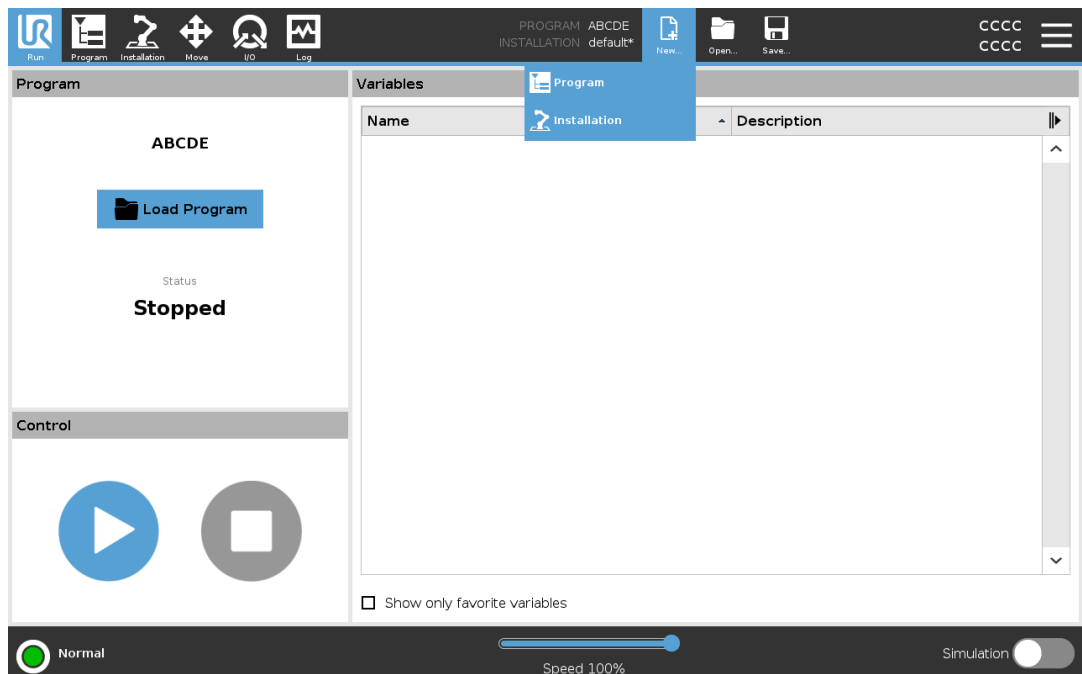 UR
PROGRAM ABCDE
INSTALLATION default*
CCCC
CCCC
Run Program Installation Move I/O Log New... Open... Save...
Program
Variables
Program
Installation
Name
Description
ABCDE
Load Program
Status
Stopped
Control
Show only favorite variables
Normal
Speed 100%
Simulation